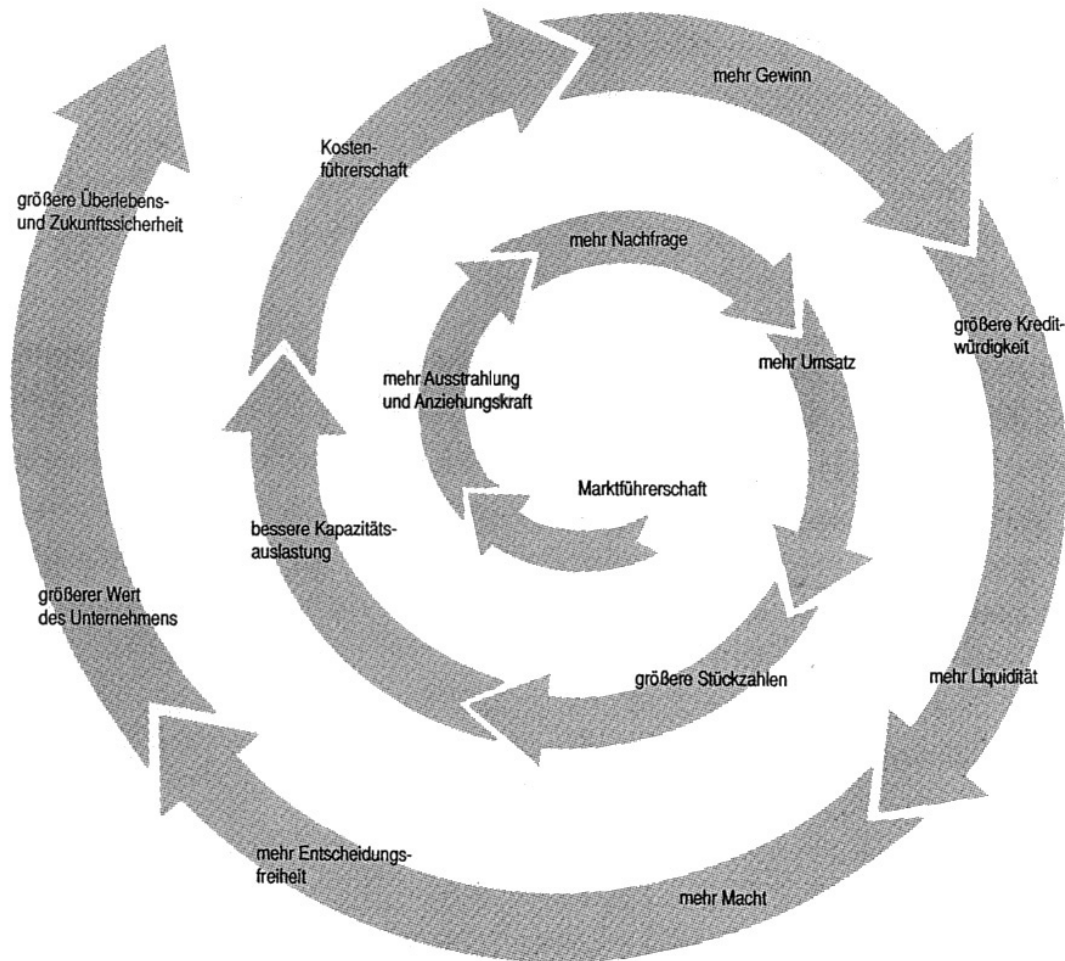 mehr Gewinn
Kosten-
führerschaft
größere Überlebens-
und Zukunftssicherheit
mehr Nachfrage
größere Kredit-
würdigkeit
mehr Umsatz
mehr Ausstrahlung
und Anziehungskraft
Marktführerschaft
bessere Kapazitäts-
auslastung
größerer Wert
des Unternehmens
größere Stückzahlen
mehr Liquidität
mehr Entscheidungs-
freiheit
mehr Macht